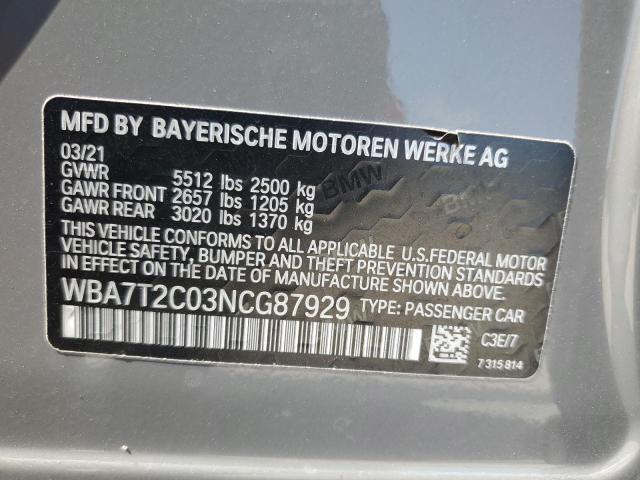 MFD BY BAYERISCHE MOTOREN WERKE AG
03/21
GVWR 5512 lbs 2500 kg
GAWR FRONT 2657 lbs 1205 kg
GAWR REAR 3020 lbs 1370 kg
THIS VEHICLE CONFORMS TO ALL APPLICABLE U.S.FEDERAL MOTOR
VEHICLE SAFETY, BUMPER AND THEFT PREVENTION STANDARDS
IN EFFECT ON THE DATE OF MANUFACTURE SHOWN ABOVE.
WBA7T2C03NCG87929 TYPE: PASSENGER CAR
C3E/7
7 315 814
BMW